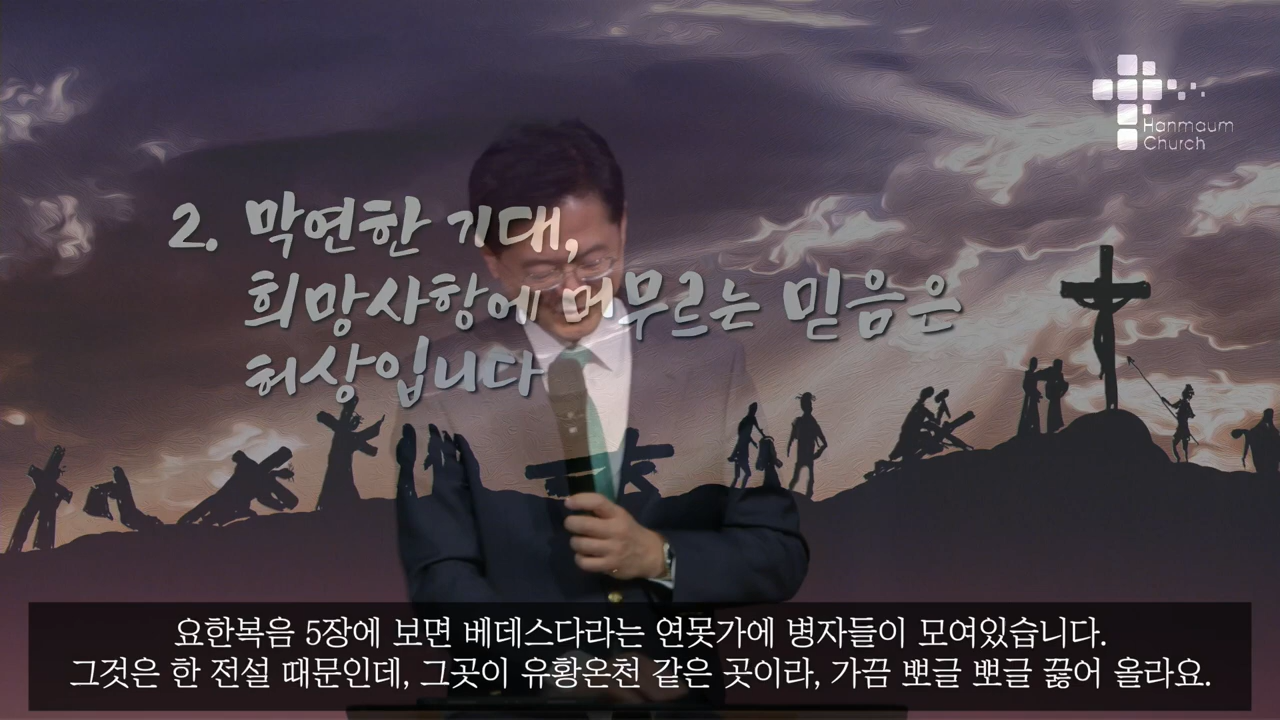 Hanmaum
Church
2. 막연한 기대,
희망사항에 머무르는 믿음은
허상입니다
요한복음 5장에 보면 베데스다라는 연못가에 병자들이 모여있습니다.
그것은 한 전설 때문인데, 그곳이 유황온천 같은 곳이라, 가끔 뽀글 뽀글 끓어 올라요.